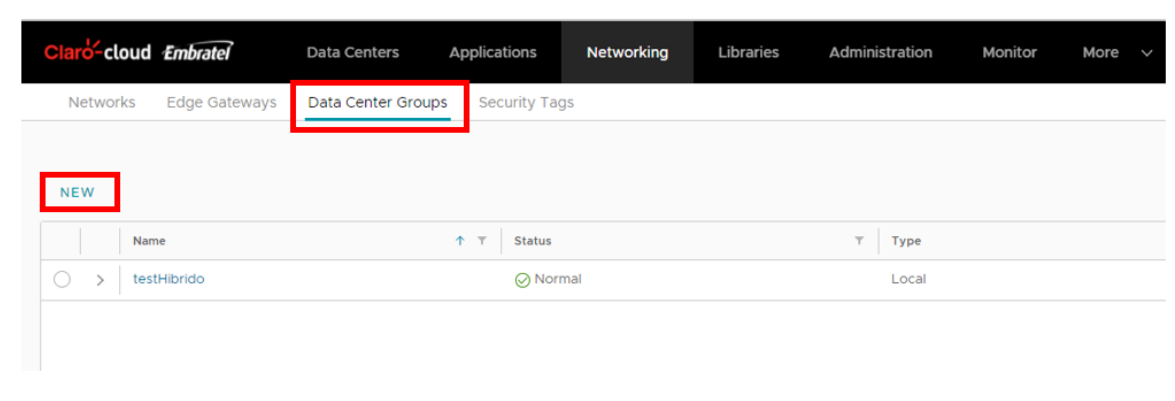 Claro-cloud Embratel Data Centers Applications Networking Libraries Administration Monitor More
Networks Edge Gateways Data Center Groups Security Tags
NEW
Name Status Type
testHibrido Normal Local